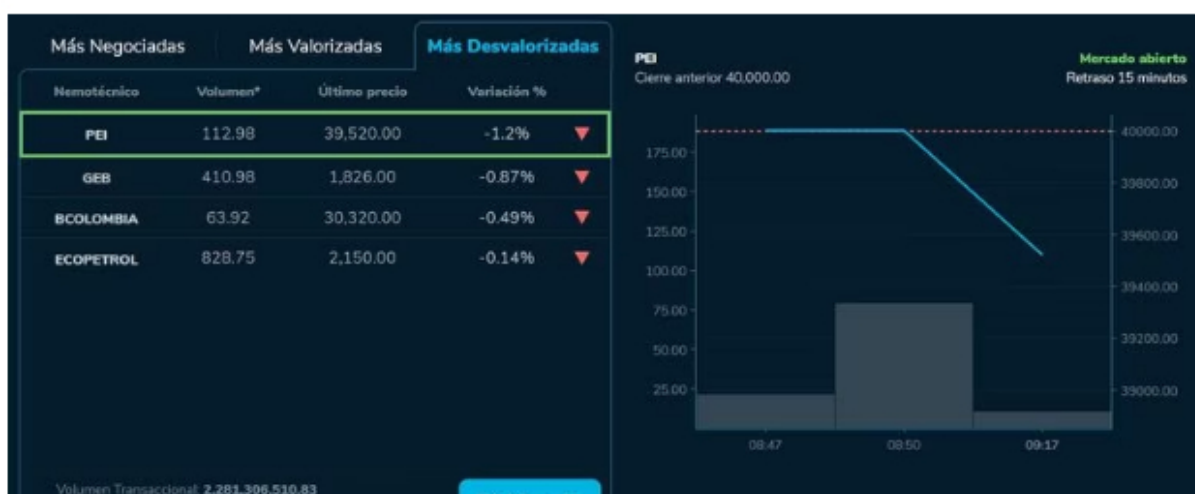 Más Negociadas Más Valorizadas Más Desvalorizadas
Nemotécnico Volumen* Último precio Variación %
PEI 112.98 39,520.00 -1.2%
GEB 410.98 1,826.00 -0.87%
BCOLOMBIA 63.92 30,320.00 -0.49%
ECOPETROL 828.75 2,150.00 -0.14%
Volumen Transaccional: 2.281.306.510.83
PEI
Cierre anterior 40,000.00
Mercado abierto
Retraso 15 minutos
175.00
150.00
125.00
100.00
75.00
50.00
25.00
40000.00
39800.00
39600.00
39400.00
39200.00
39000.00
08:47 08:50 09:17